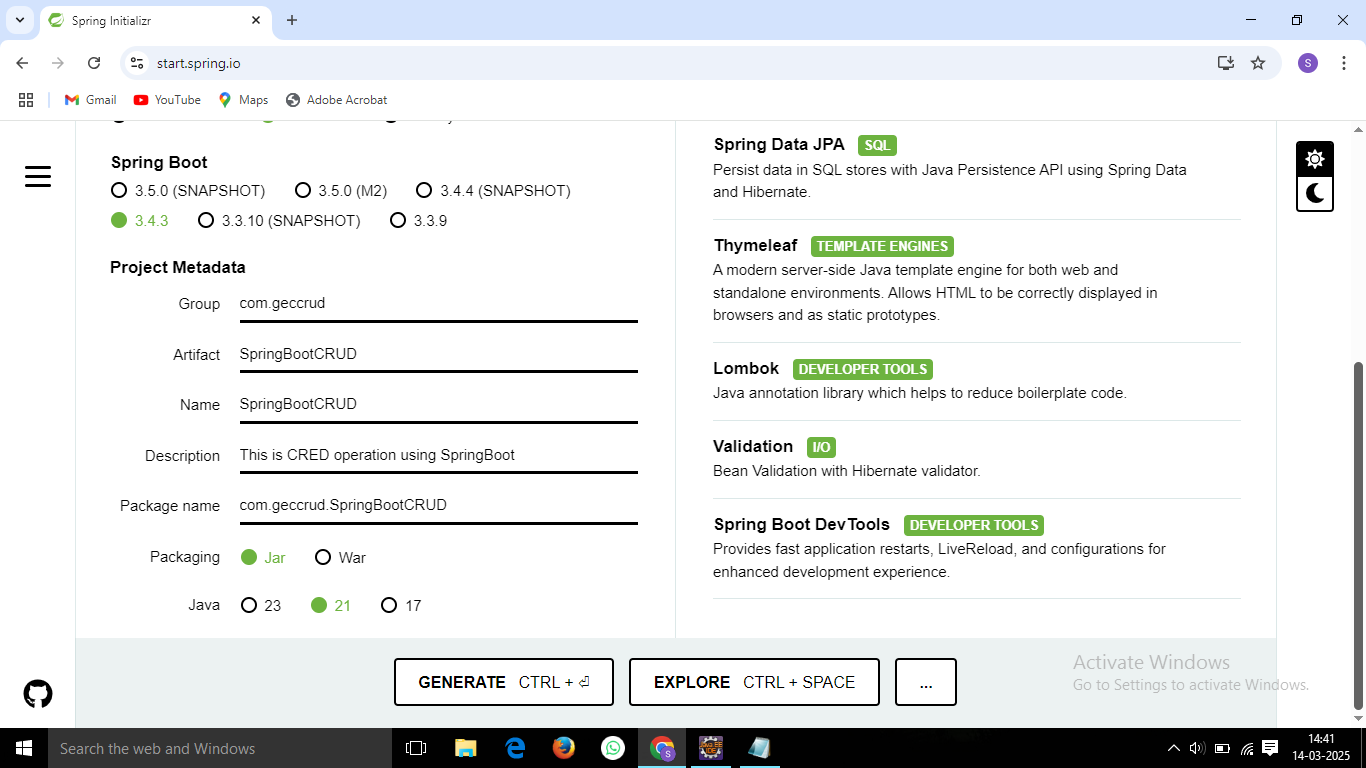 Spring Initializr
start.spring.io
S
Gmail
YouTube
Maps
Adobe Acrobat
Spring Boot
3.5.0 (SNAPSHOT) 3.5.0 (M2) 3.4.4 (SNAPSHOT)
3.4.3 3.3.10 (SNAPSHOT) 3.3.9
Project Metadata
Group com.geccrud
Artifact SpringBootCRUD
Name SpringBootCRUD
Description This is CRED operation using SpringBoot
Package name com.geccrud.SpringBootCRUD
Packaging Jar War
Java 23 21 17
Spring Data JPA SQL
Persist data in SQL stores with Java Persistence API using Spring Data
and Hibernate.
Thymeleaf TEMPLATE ENGINES
A modern server-side Java template engine for both web and
standalone environments. Allows HTML to be correctly displayed in
browsers and as static prototypes.
Lombok DEVELOPER TOOLS
Java annotation library which helps to reduce boilerplate code.
Validation I/O
Bean Validation with Hibernate validator.
Spring Boot DevTools DEVELOPER TOOLS
Provides fast application restarts, LiveReload, and configurations for
enhanced development experience.
GENERATE CTRL + ⏎
EXPLORE CTRL + SPACE
...
Activate Windows
Go to Settings to activate Windows.
Search the web and Windows
S
14:41
14-03-2025